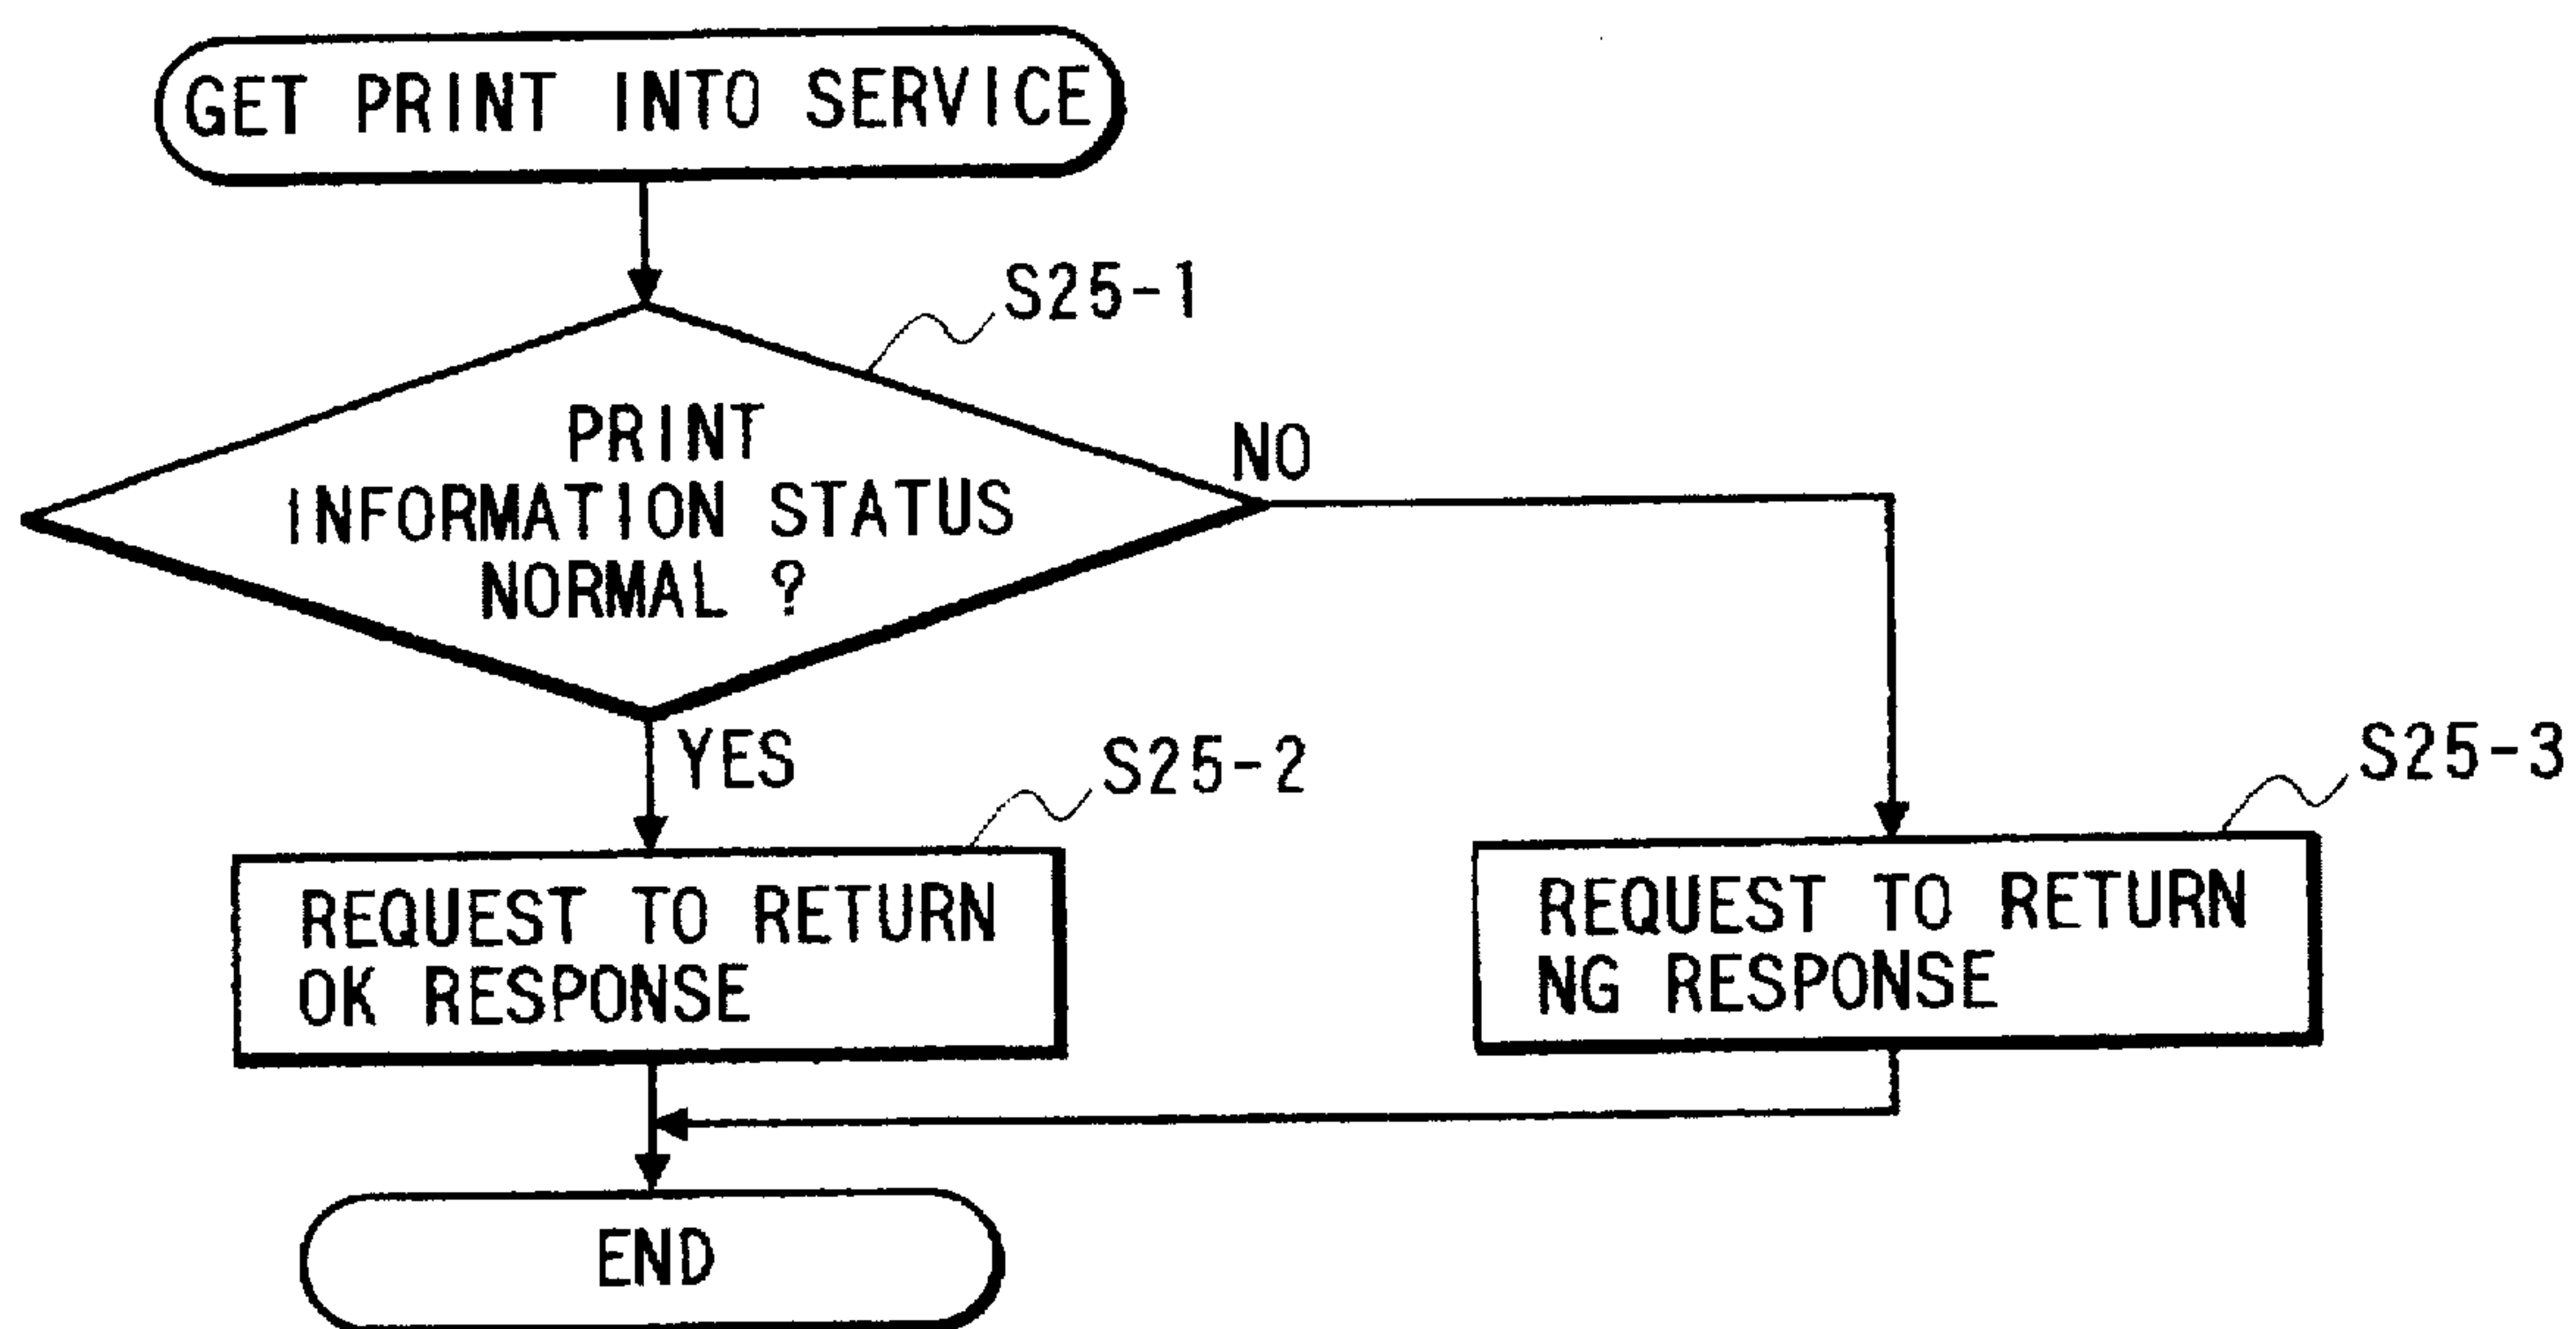 GET PRINT INTO SERVICE
S25-1
PRINT
INFORMATION STATUS
NORMAL ?
NO
YES
S25-2
S25-3
REQUEST TO RETURN
OK RESPONSE
REQUEST TO RETURN
NG RESPONSE
END